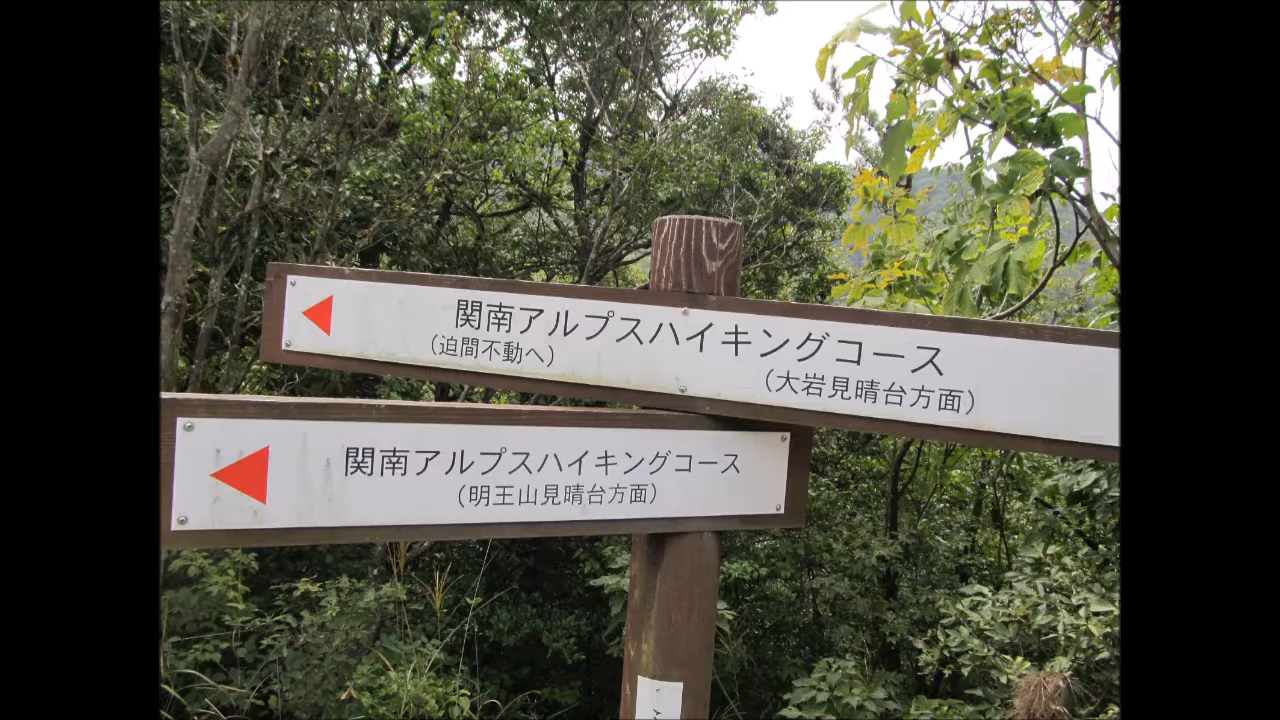 関南アルプスハイキングコース
(迫間不動へ)
(大岩見晴台方面)
関南アルプスハイキングコース
(明王山見晴台方面)